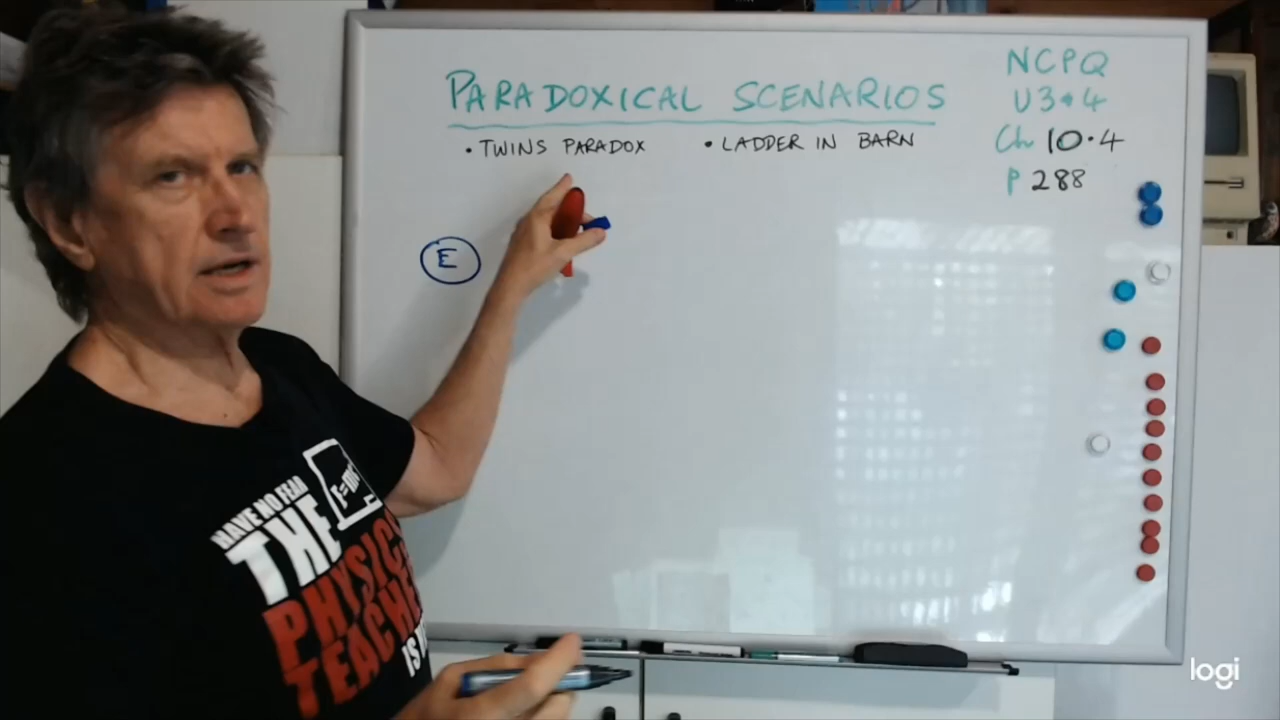 PARADOXICAL SCENARIOS
• TWINS PARADOX • LADDER IN BARN
NCPQ
U3+4
Ch 10.4
P 288
E
HAVE NO FEAR
THE
PHYSICS
TEACHER
IS
logi